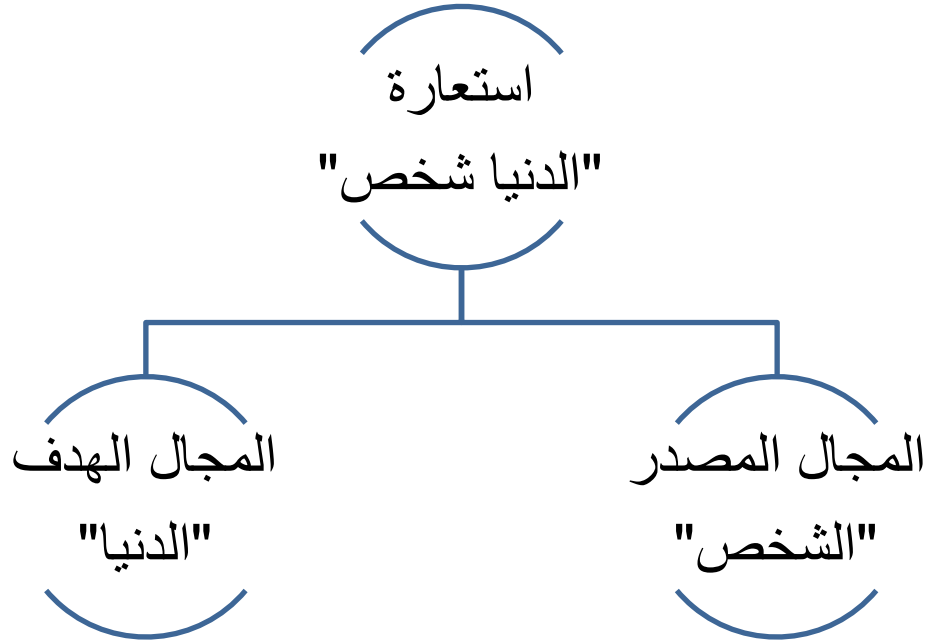 استعارة
"الدنيا شخص"
المجال المصدر
"الشخص"
المجال الهدف
"الدنيا"